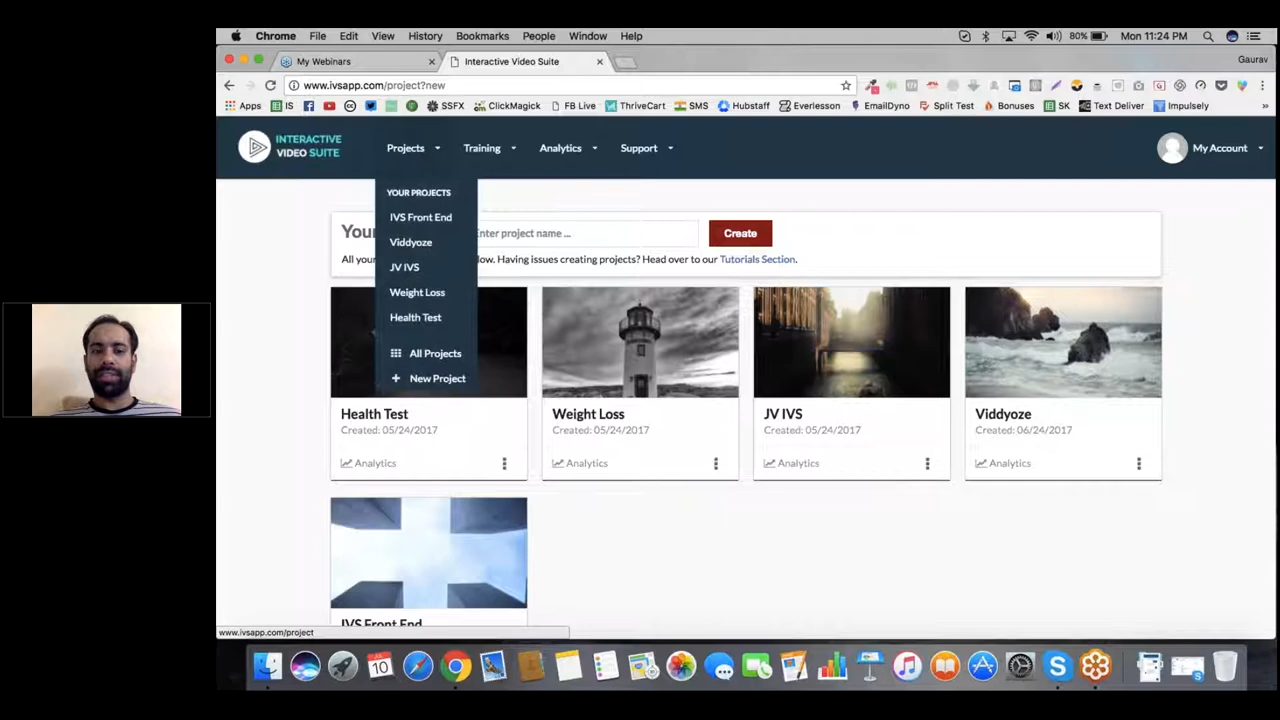 Chrome File Edit View History Bookmarks People Window Help 80% Mon 11:24 PM
My Webinars Interactive Video Suite Gaurav
www.ivsapp.com/project?new
Apps IS CC SSFX ClickMagick FB Live ThriveCart SMS Hubstaff Everlesson EmailDyno Split Test Bonuses SK Text Deliver Impulsely
INTERACTIVE
VIDEO SUITE
Projects Training Analytics Support My Account
YOUR PROJECTS
IVS Front End
Viddyoze
JV IVS
Weight Loss
Health Test
All Projects
New Project
Your
Enter project name ... Create
All your
low. Having issues creating projects? Head over to our Tutorials Section.
Health Test
Created: 05/24/2017
Analytics
Weight Loss
Created: 05/24/2017
Analytics
JV IVS
Created: 05/24/2017
Analytics
Viddyoze
Created: 06/24/2017
Analytics
IVS Front End
www.ivsapp.com/project
10